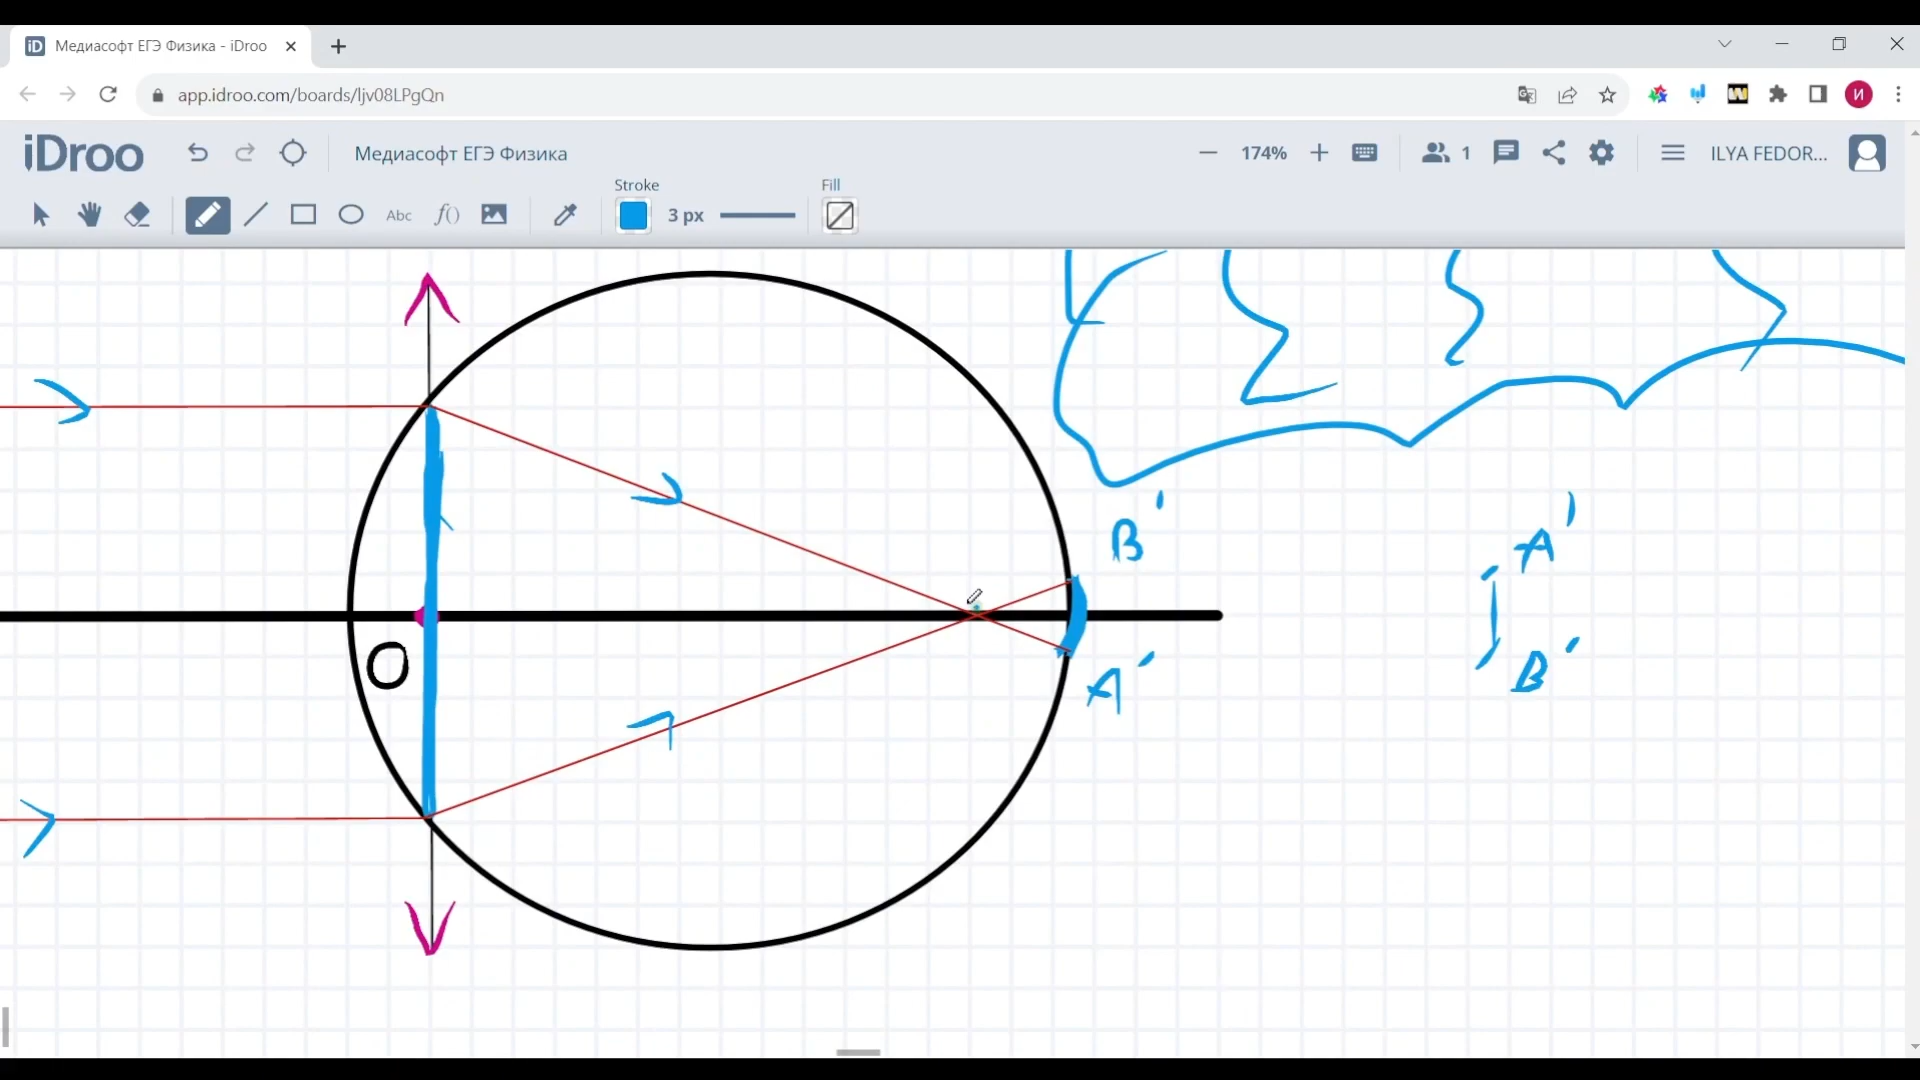 Медиасофт ЕГЭ Физика - iDroo
app.idroo.com/boards/ljv08LPgQn
И
iDroo
Медиасофт ЕГЭ Физика
174%
1
ILYA FEDOR...
Stroke
Fill
Abc
f()
3 px
B'
A'
O
A'
B'